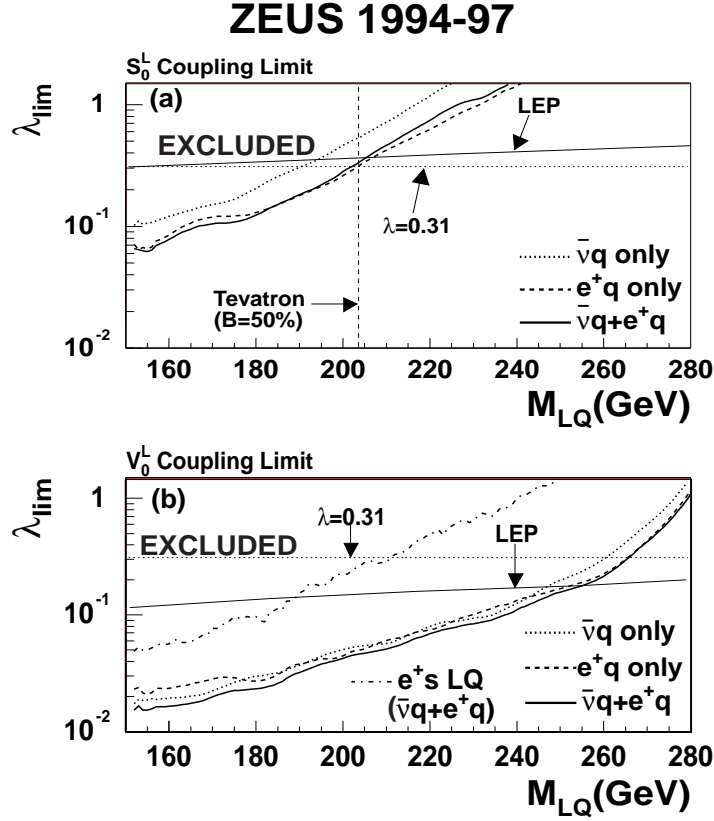 ZEUS 1994-97
S₀ᴸ Coupling Limit
λlim
(a)
EXCLUDED
LEP
λ=0.31
Tevatron
(B=50%)
ν̄q only
e⁺q only
ν̄q+e⁺q
1
10⁻¹
10⁻²
160 180 200 220 240 260 280
M_LQ(GeV)
V₀ᴸ Coupling Limit
λlim
(b)
λ=0.31
EXCLUDED
LEP
e⁺s LQ
(ν̄q+e⁺q)
ν̄q only
e⁺q only
ν̄q+e⁺q
1
10⁻¹
10⁻²
160 180 200 220 240 260 280
M_LQ(GeV)